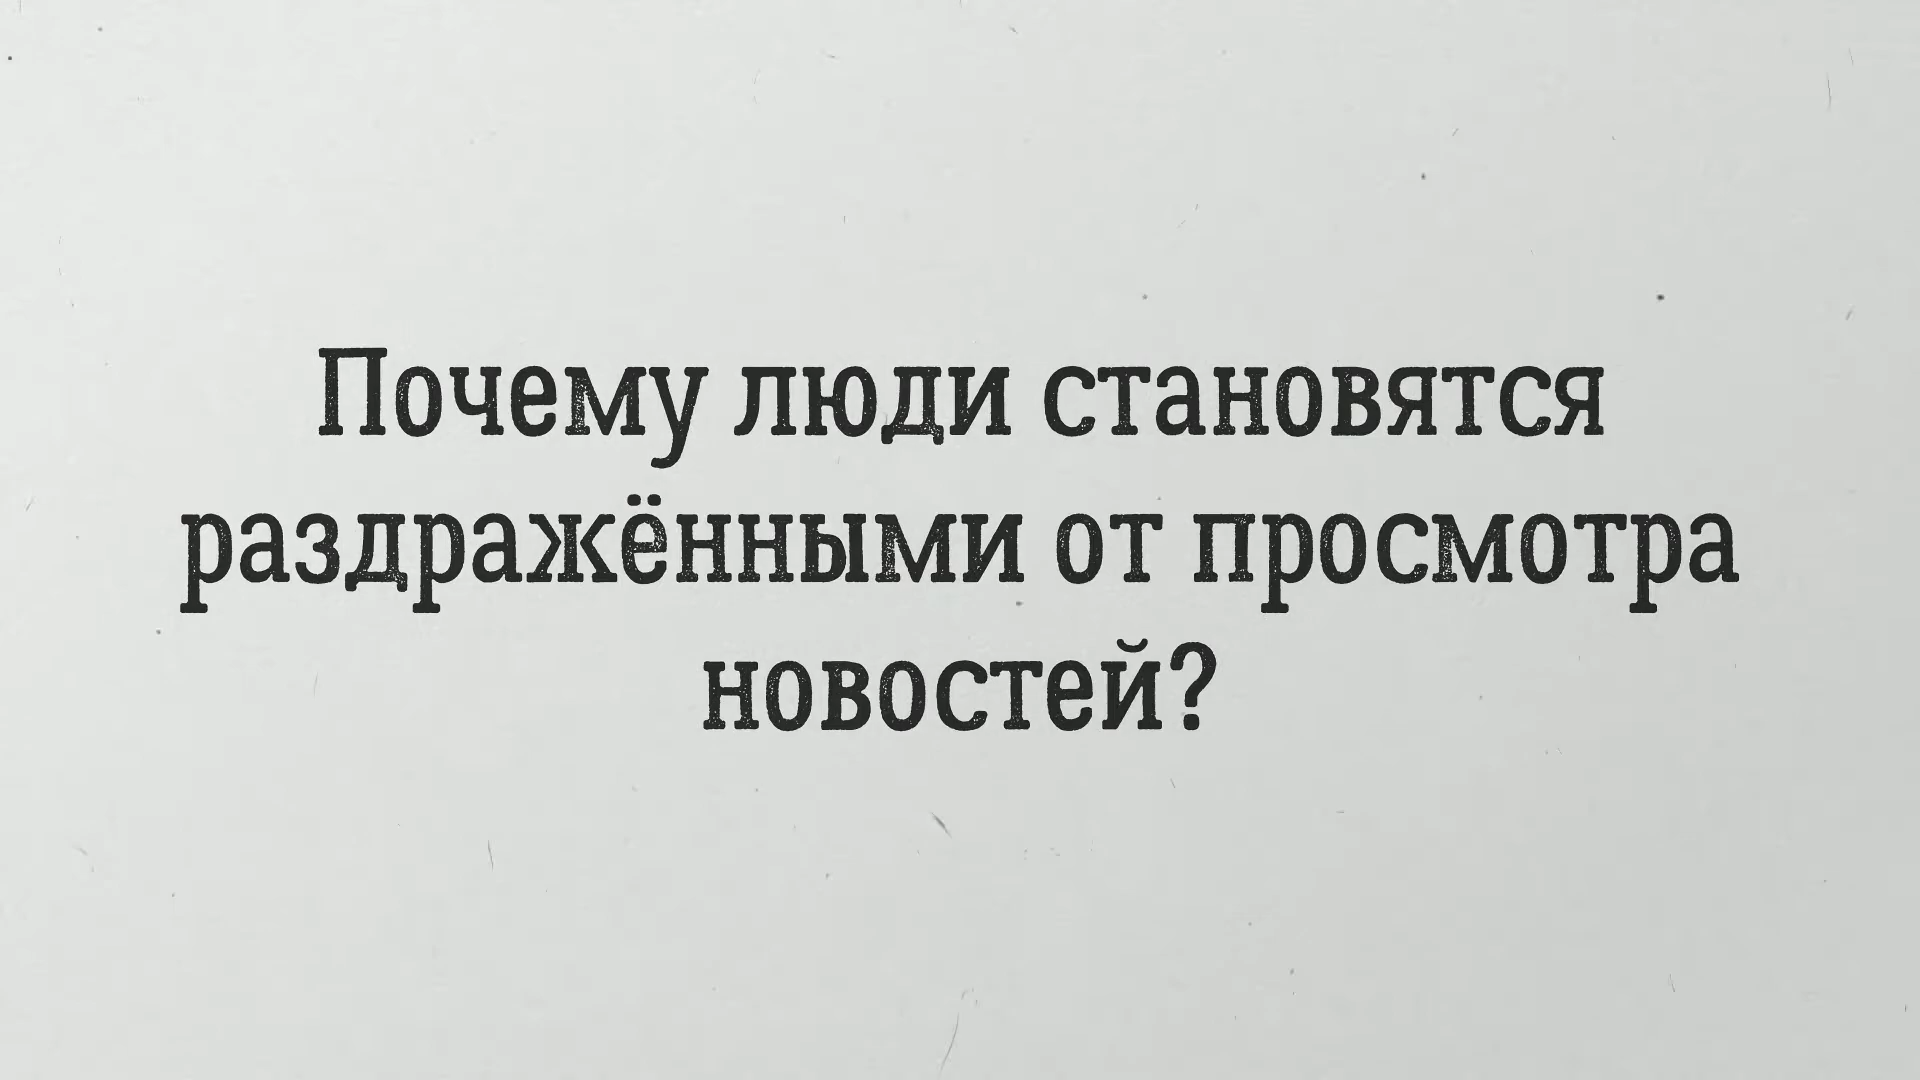 Почему люди становятся
раздражёнными от просмотра
новостей?